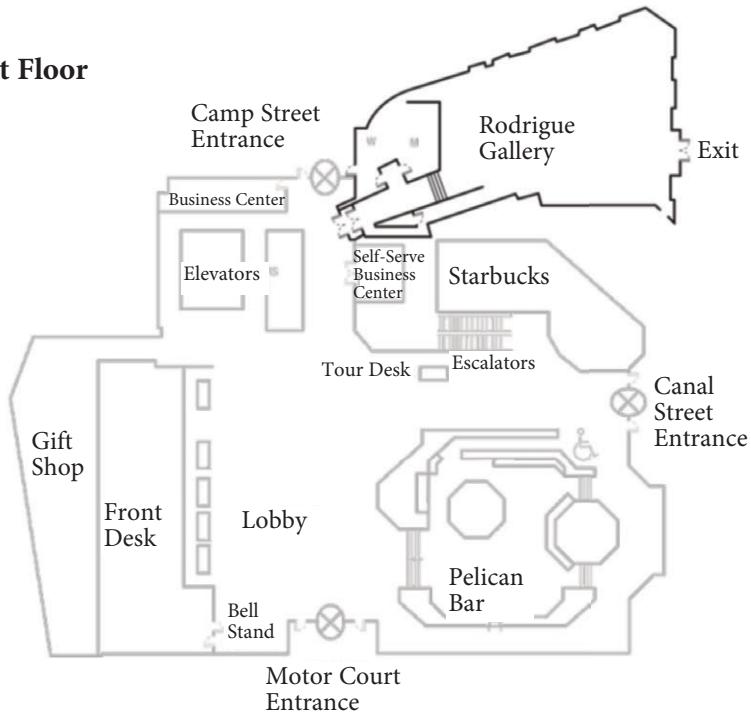 t Floor
Camp Street
Entrance
Rodrigue
Gallery
W
M
Exit
Business Center
Elevators
Self-Serve
Business
Center
Starbucks
Tour Desk
Escalators
Canal
Street
Entrance
Gift
Shop
Front
Desk
Lobby
Pelican
Bar
Bell
Stand
Motor Court
Entrance